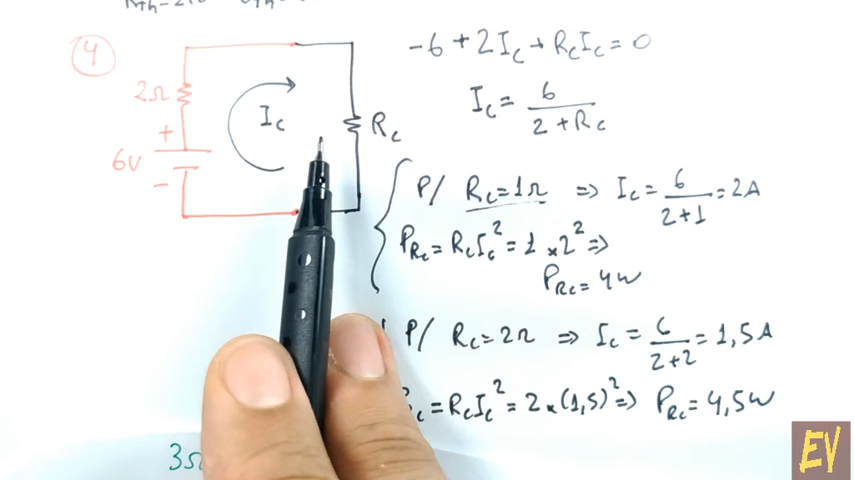 4
2Ω
+
6V
-
Ic
Rc
-6 + 2Ic + RcIc = 0
Ic = 6 / 2 + Rc
P/ Rc = 1Ω ⇒ Ic = 6 / 2+1 = 2A
PRc = RcIc² = 1 × 2² ⇒
PRc = 4W
P/ Rc = 2Ω ⇒ Ic = 6 / 2+2 = 1,5A
= RcIc² = 2 × (1,5)² ⇒ PRc = 4,5W
EV